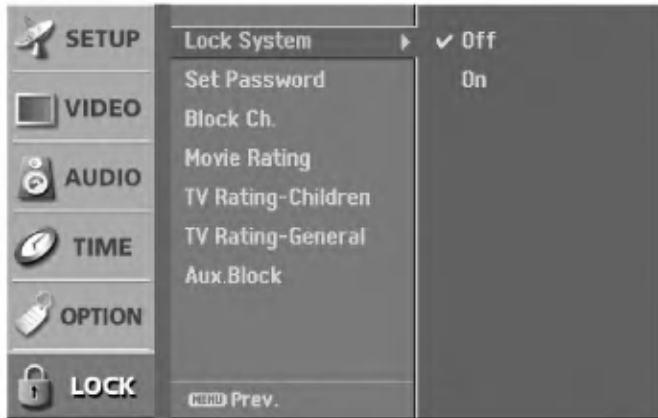 SETUP
VIDEO
AUDIO
TIME
OPTION
LOCK
Lock System
Set Password
Block Ch.
Movie Rating
TV Rating-Children
TV Rating-General
Aux.Block
MENU Prev.
Off
On